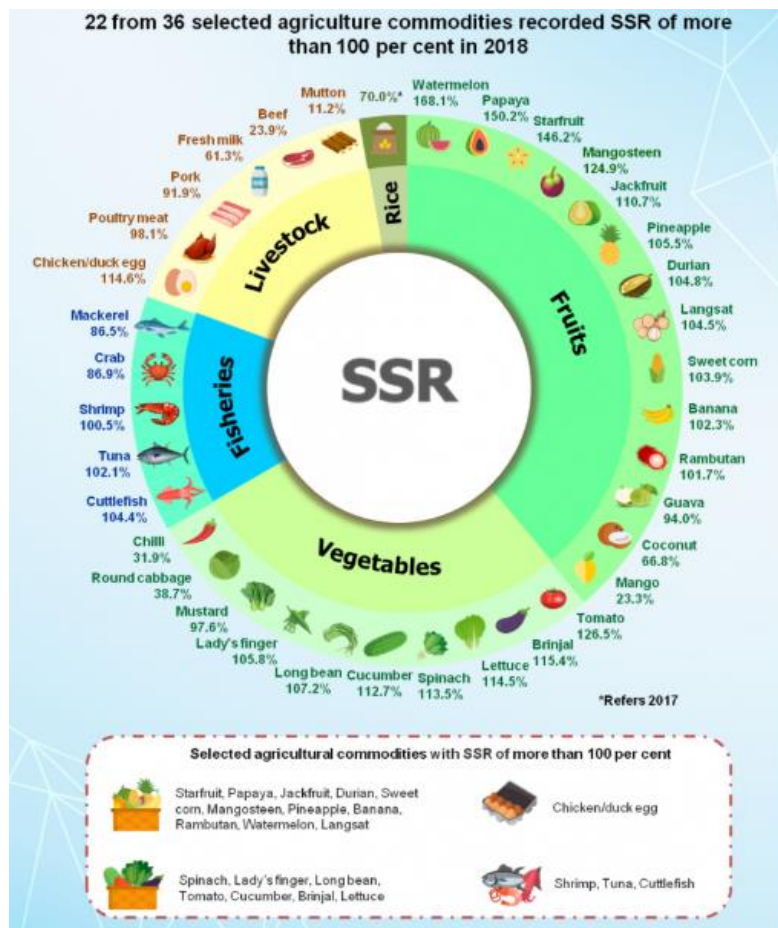 22 from 36 selected agriculture commodities recorded SSR of more
than 100 per cent in 2018
Mutton
11.2%
70.0%*
Watermelon
168.1%
Papaya
150.2%
Starfruit
146.2%
Mangosteen
124.9%
Jackfruit
110.7%
Pineapple
105.5%
Durian
104.8%
Langsat
104.5%
Sweet corn
103.9%
Banana
102.3%
Rambutan
101.7%
Guava
94.0%
Coconut
66.8%
Mango
23.3%
Tomato
126.5%
Brinjal
115.4%
Lettuce
114.5%
Spinach
113.5%
Cucumber
112.7%
Long bean
107.2%
Lady's finger
105.8%
Mustard
97.6%
Round cabbage
38.7%
Chilli
31.9%
Cuttlefish
104.4%
Tuna
102.1%
Shrimp
100.5%
Crab
86.9%
Mackerel
86.5%
Chicken/duck egg
114.6%
Poultry meat
98.1%
Pork
91.9%
Fresh milk
61.3%
Beef
23.9%
Livestock
Rice
Fruits
Fisheries
Vegetables
SSR
*Refers 2017
Selected agricultural commodities with SSR of more than 100 per cent
Starfruit, Papaya, Jackfruit, Durian, Sweet
corn, Mangosteen, Pineapple, Banana,
Rambutan, Watermelon, Langsat
Chicken/duck egg
Spinach, Lady's finger, Long bean,
Tomato, Cucumber, Brinjal, Lettuce
Shrimp, Tuna, Cuttlefish